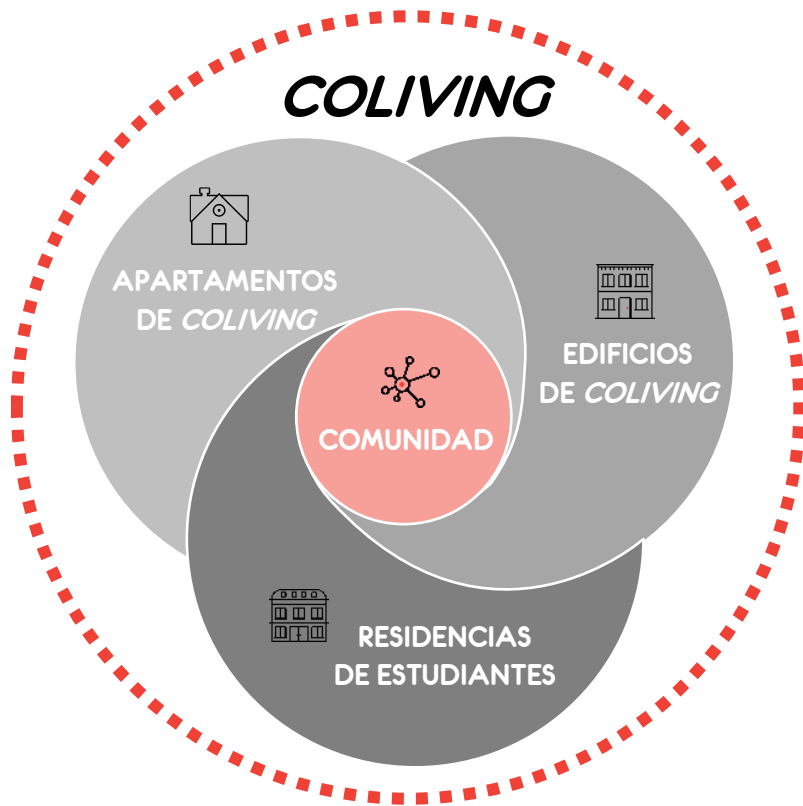 COLIVING
APARTAMENTOS
DE COLIVING
EDIFICIOS
DE COLIVING
COMUNIDAD
RESIDENCIAS
DE ESTUDIANTES